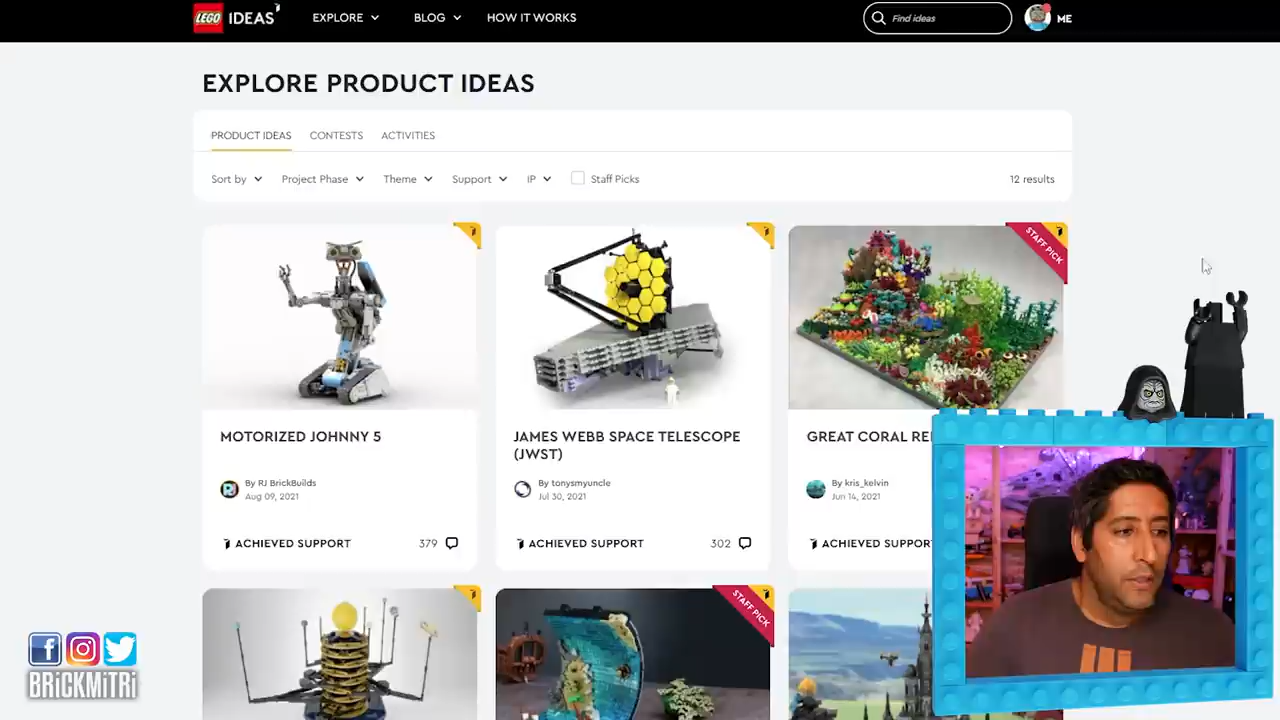 LEGO IDEAS
EXPLORE
BLOG
HOW IT WORKS
Find ideas
ME
EXPLORE PRODUCT IDEAS
PRODUCT IDEAS
CONTESTS
ACTIVITIES
Sort by
Project Phase
Theme
Support
IP
Staff Picks
12 results
STAFF PICK
MOTORIZED JOHNNY 5
By RJ BrickBuilds
Aug 09, 2021
ACHIEVED SUPPORT
379
JAMES WEBB SPACE TELESCOPE
(JWST)
By tonysmyuncle
Jul 30, 2021
ACHIEVED SUPPORT
302
GREAT CORAL
By kris_kelvin
Jun 14, 2021
ACHIEVED
STAFF PICK
BRiCKMiTRi